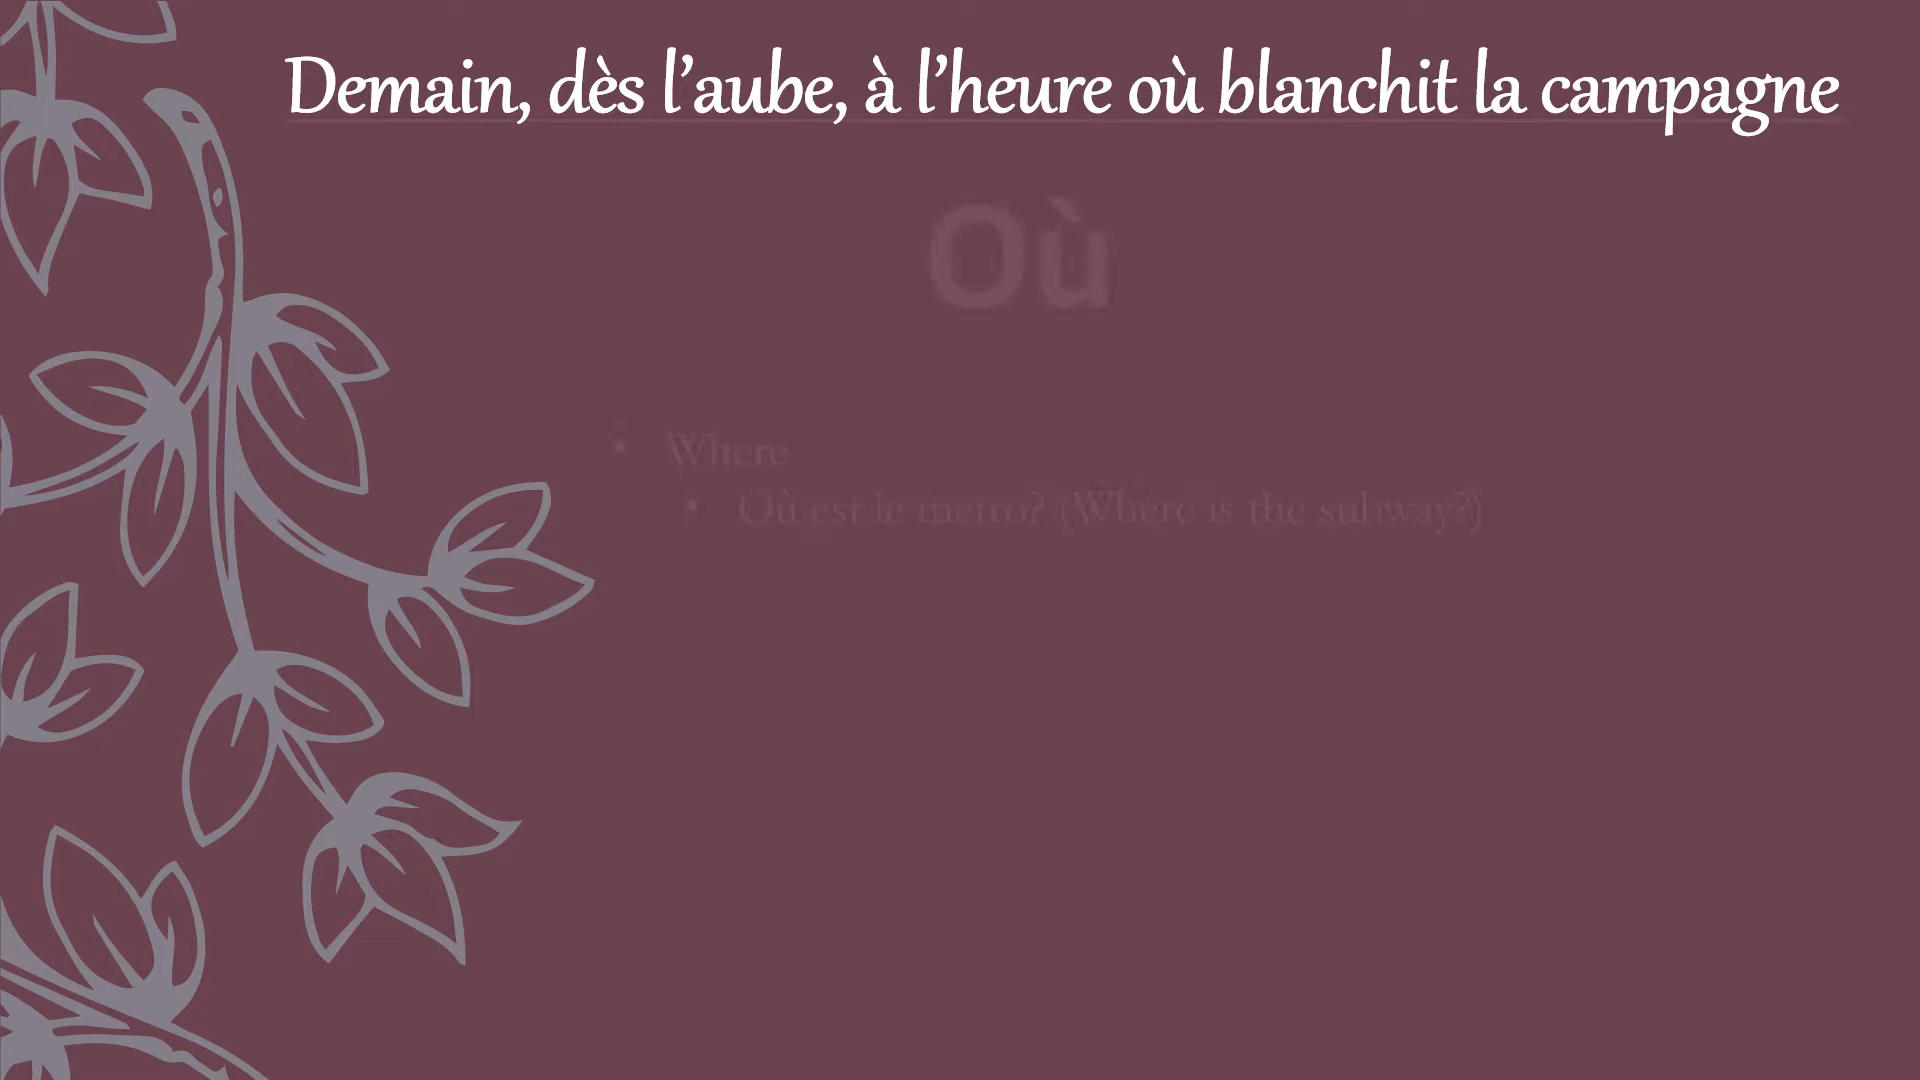 Demain, dès l’aube, à l’heure où blanchit la campagne
Où
Where
Où est le metro? (Where is the subway?)